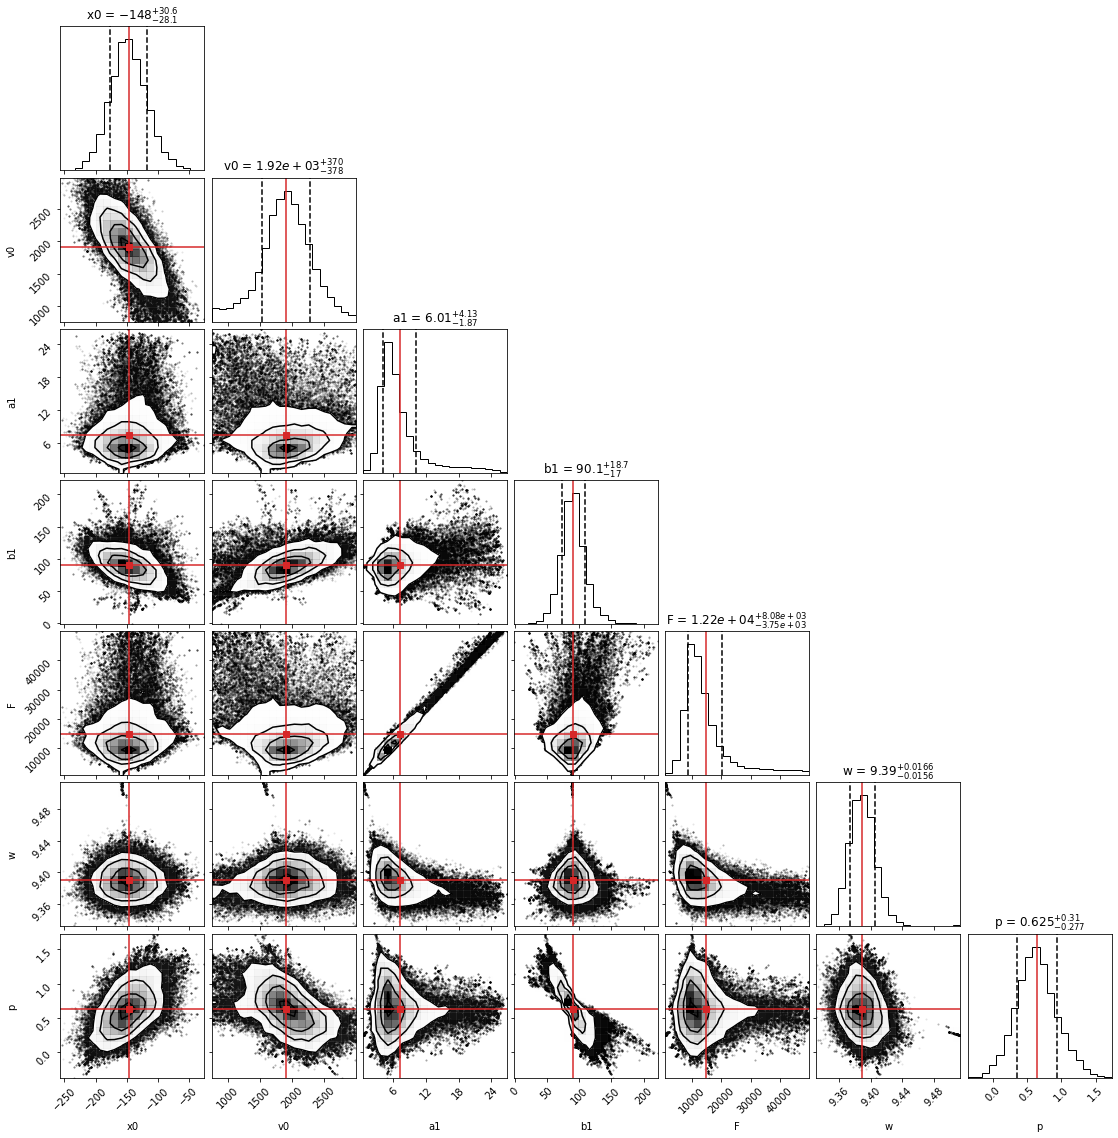 x0 = −148^{+30.6}_{−28.1}
v0 = 1.92e + 03^{+370}_{−378}
v0
2500
2000
1500
1000
a1 = 6.01^{+4.13}_{−1.87}
a1
24
18
12
6
b1 = 90.1^{+18.7}_{−17}
b1
200
150
100
50
0
F = 1.22e + 04^{+8.08e + 03}_{−3.75e + 03}
F
40000
30000
20000
10000
w = 9.39^{+0.0166}_{−0.0156}
w
9.48
9.44
9.40
9.36
p = 0.625^{+0.31}_{−0.277}
p
1.5
1.0
0.5
0.0
−250 −200 −150 −100 −50 1000 1500 2000 2500 6 12 18 24 0 50 100 150 200 10000 20000 30000 40000 9.36 9.40 9.44 9.48 0.0 0.5 1.0 1.5
x0 v0 a1 b1 F w p